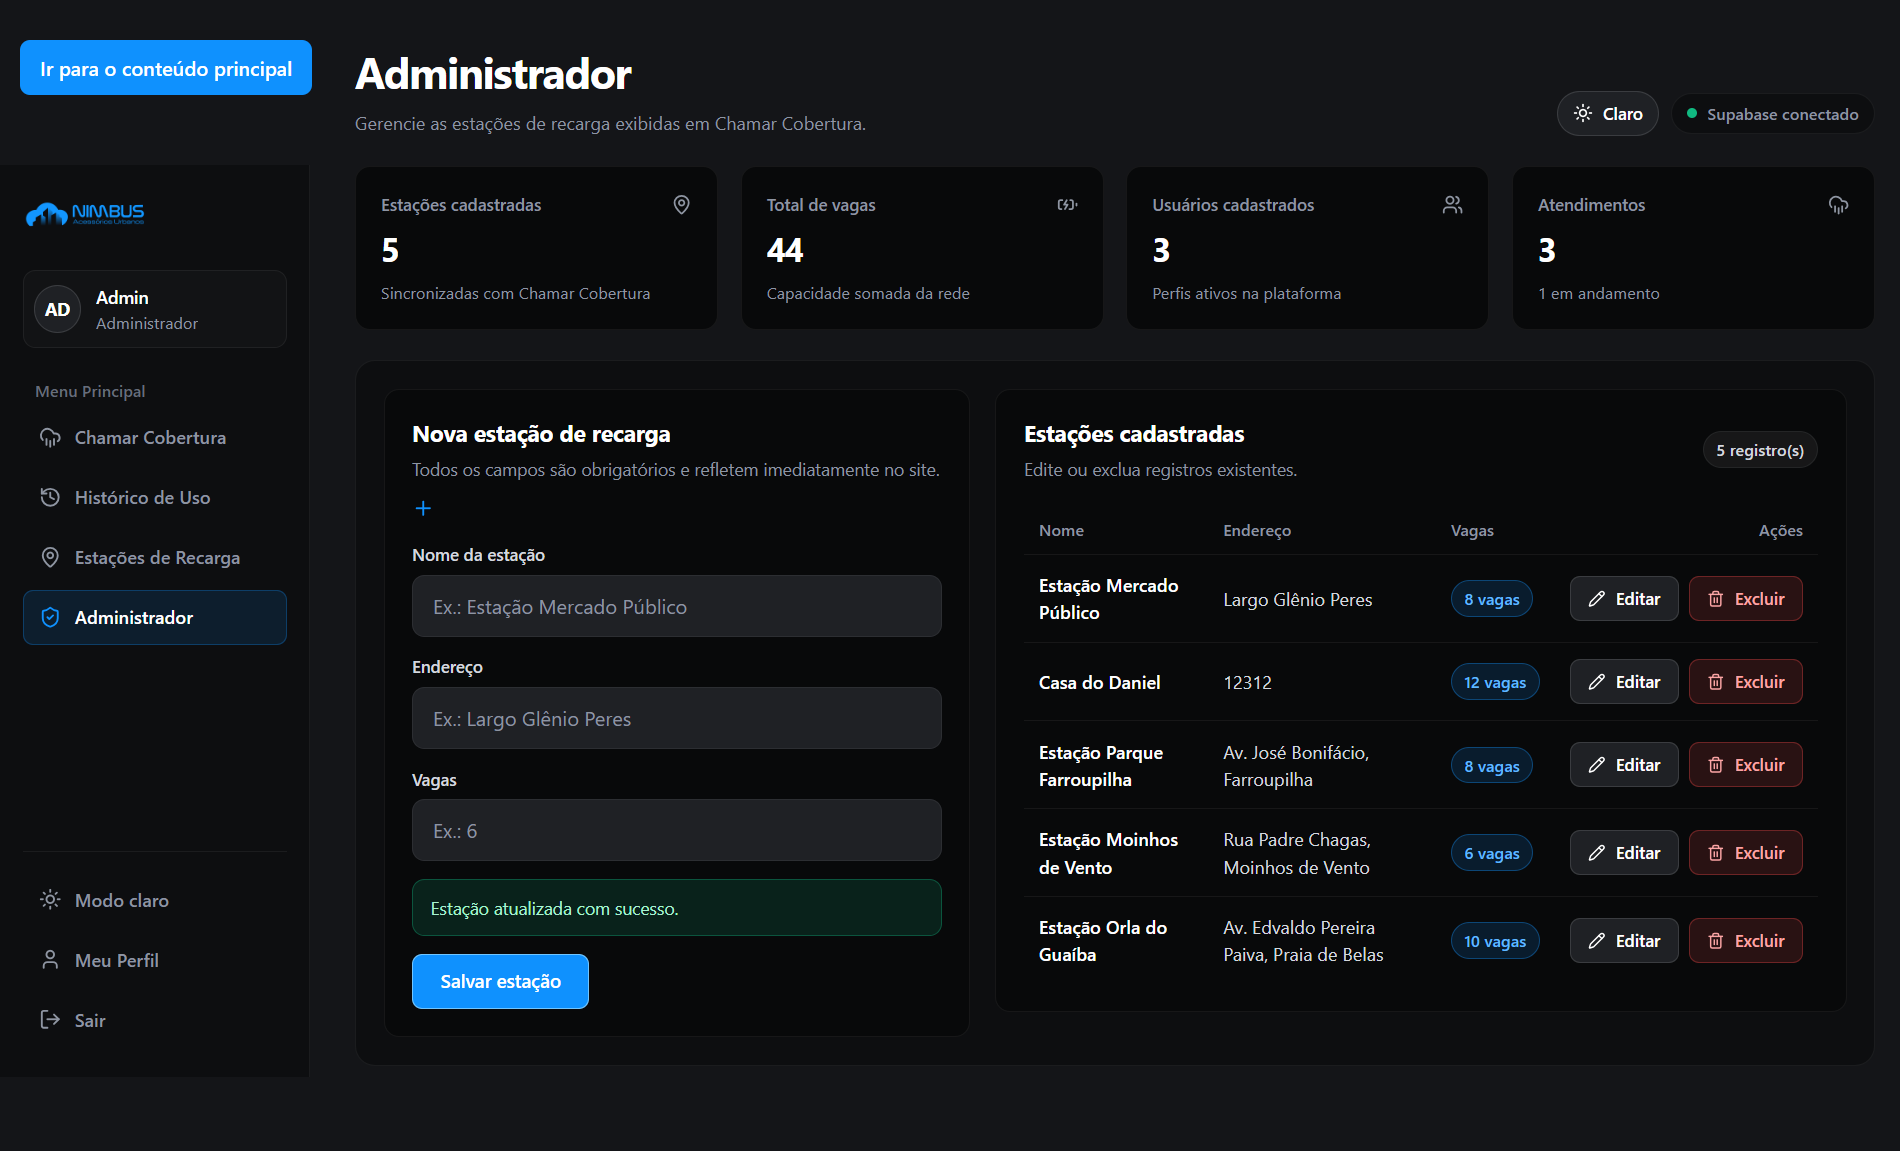 Ir para o conteúdo principal
NIMBUS
Acessórios Urbanos
AD
Admin
Administrador
Menu Principal
Chamar Cobertura
Histórico de Uso
Estações de Recarga
Administrador
Modo claro
Meu Perfil
Sair
Administrador
Gerencie as estações de recarga exibidas em Chamar Cobertura.
Claro
Supabase conectado
Estações cadastradas
5
Sincronizadas com Chamar Cobertura
Total de vagas
44
Capacidade somada da rede
Usuários cadastrados
3
Perfis ativos na plataforma
Atendimentos
3
1 em andamento
Nova estação de recarga
Todos os campos são obrigatórios e refletem imediatamente no site.
Nome da estação
Ex.: Estação Mercado Público
Endereço
Ex.: Largo Glênio Peres
Vagas
Ex.: 6
Estação atualizada com sucesso.
Salvar estação
Estações cadastradas
Edite ou exclua registros existentes.
5 registro(s)
Nome Endereço Vagas Ações
Estação Mercado
Público
Largo Glênio Peres
8 vagas
Editar
Excluir
Casa do Daniel
12312
12 vagas
Editar
Excluir
Estação Parque
Farroupilha
Av. José Bonifácio,
Farroupilha
8 vagas
Editar
Excluir
Estação Moinhos
de Vento
Rua Padre Chagas,
Moinhos de Vento
6 vagas
Editar
Excluir
Estação Orla do
Guaíba
Av. Edvaldo Pereira
Paiva, Praia de Belas
10 vagas
Editar
Excluir